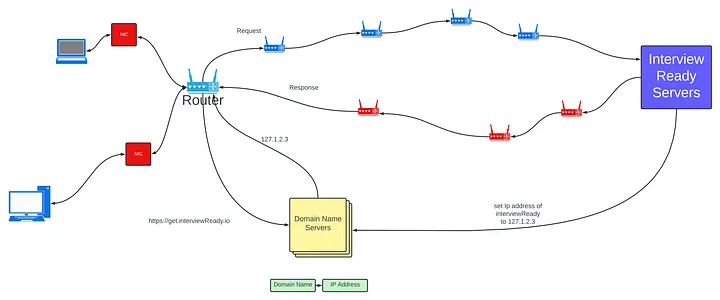 NIC
Request
Interview
Ready
Servers
Router
Response
127.1.2.3
NIC
https://get.interviewReady.io
Domain Name
Servers
set Ip address of
interviewReady
to 127.1.2.3
Domain Name
IP Address